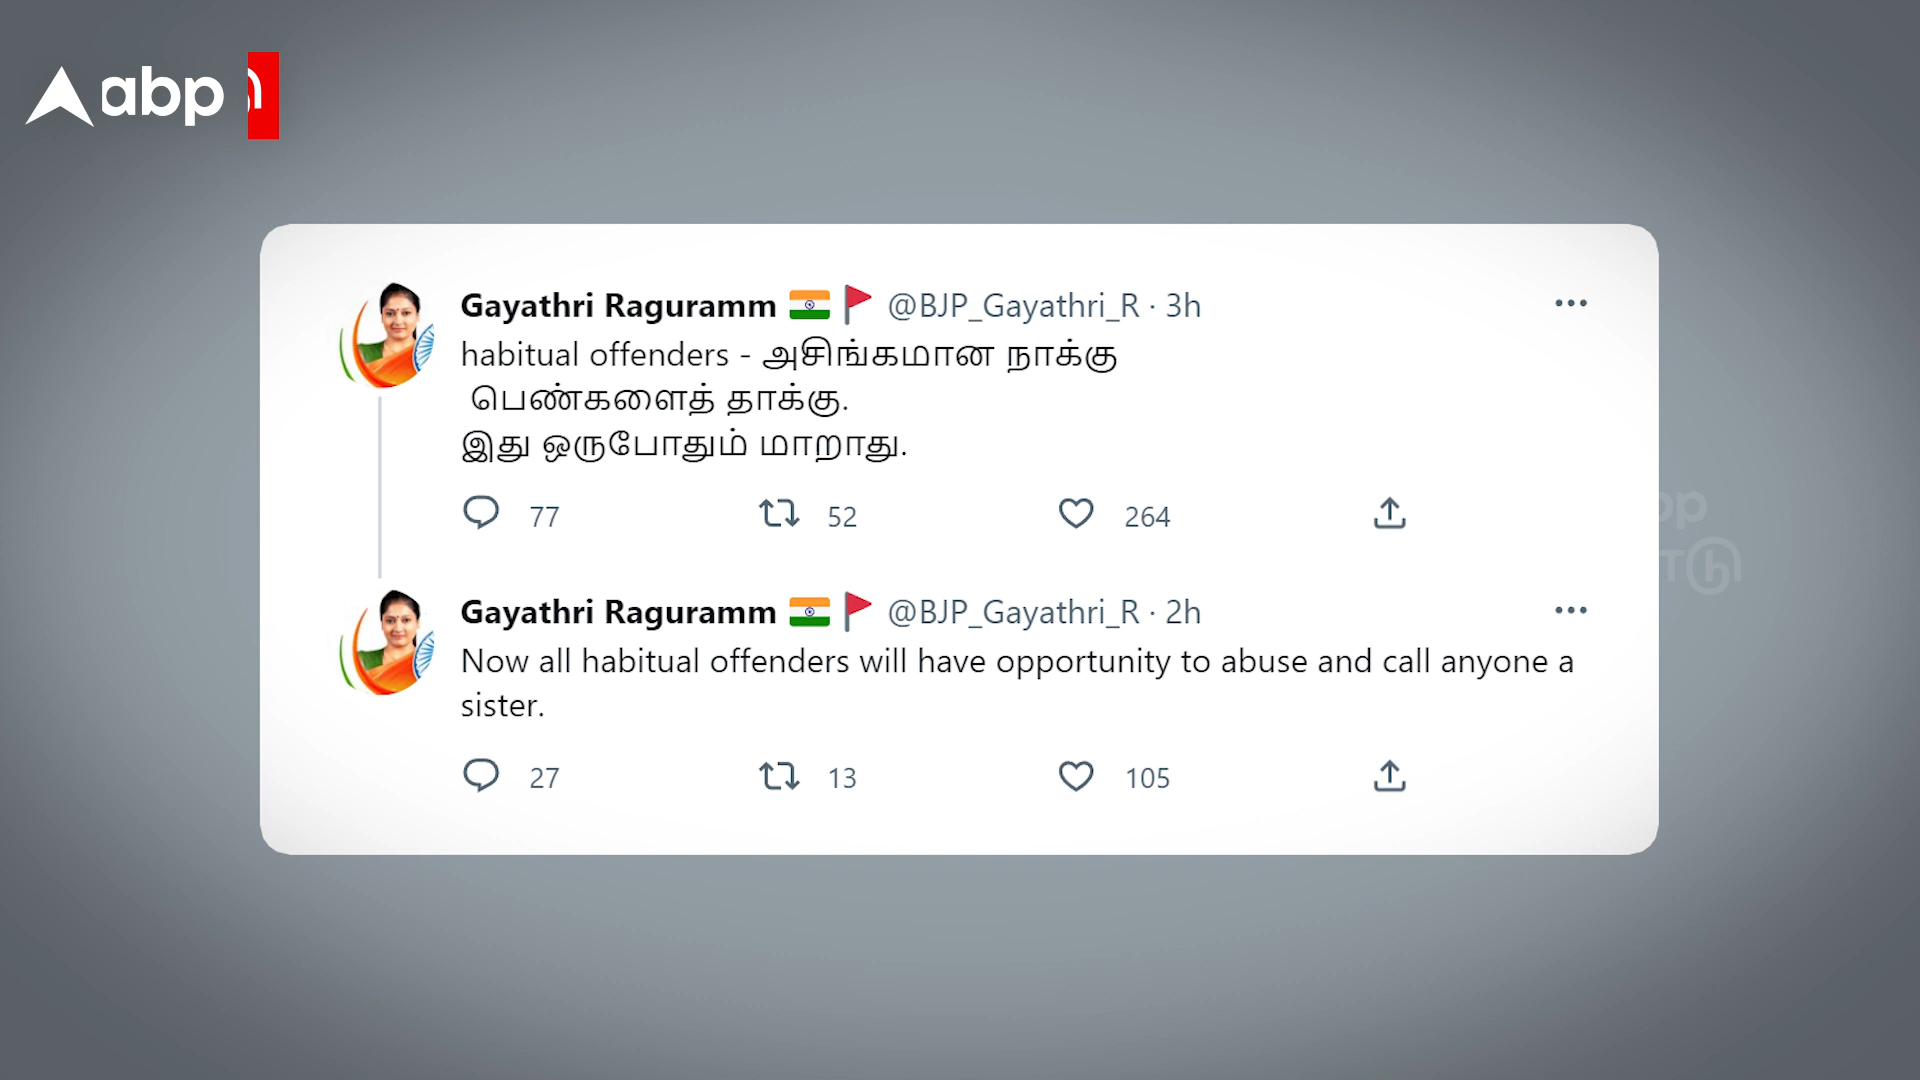 abp
Gayathri Raguramm 🇮🇳🚩 @BJP_Gayathri_R · 3h
habitual offenders - அசிங்கமான நாக்கு
பெண்களைத் தாக்கு.
இது ஒருபோதும் மாறாது.
77 52 264
Gayathri Raguramm 🇮🇳🚩 @BJP_Gayathri_R · 2h
Now all habitual offenders will have opportunity to abuse and call anyone a
sister.
27 13 105